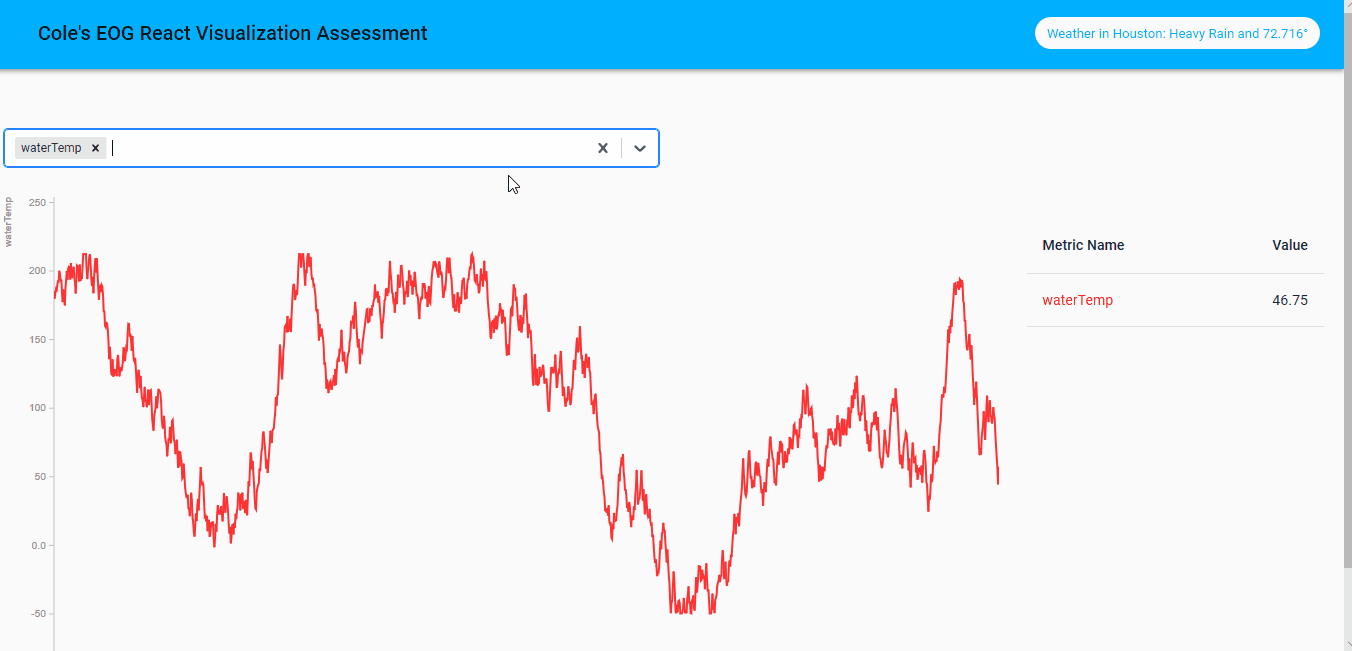 Cole's EOG React Visualization Assessment
Weather in Houston: Heavy Rain and 72.716°
waterTemp
waterTemp
250
200
150
100
50
0.0
-50
Metric Name Value
waterTemp 46.75